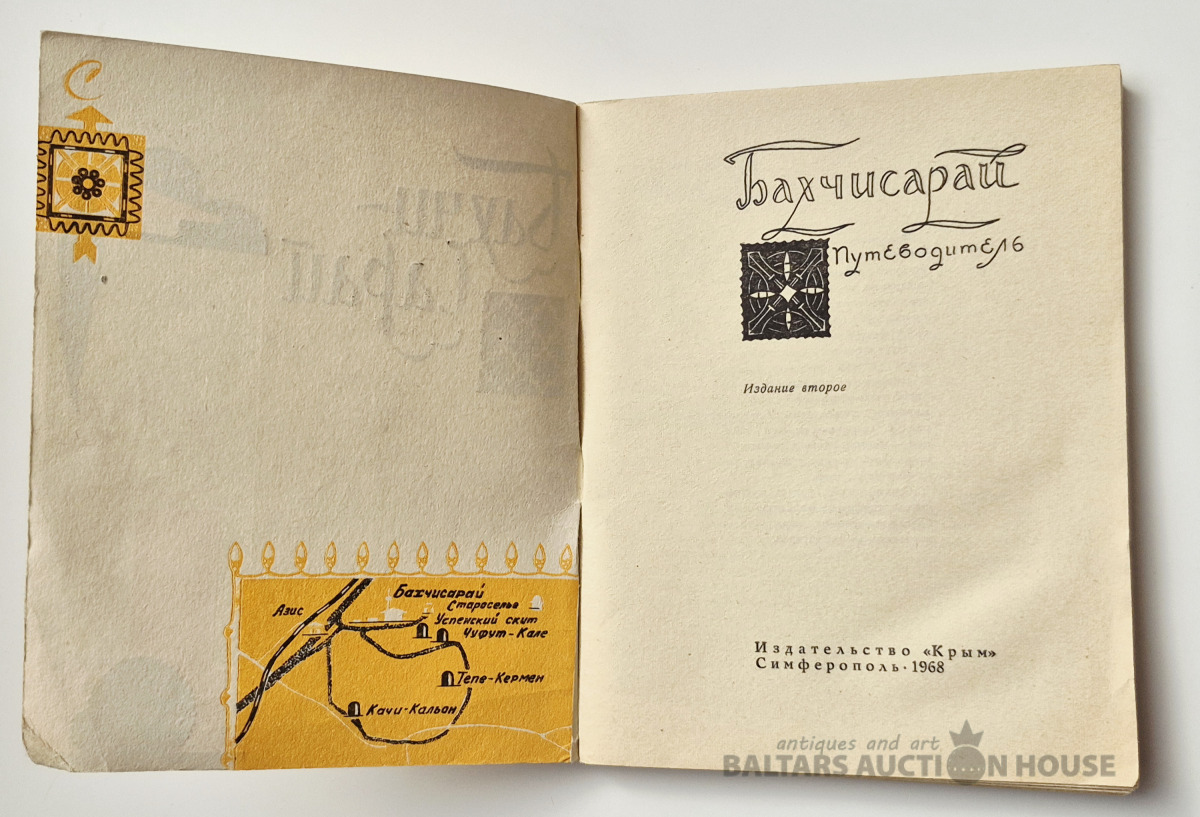 С
Азис
Бахчисарай
Староселье
Успенский скит
Чуфут-Кале
Тепе-Кермен
Качи-Кальон
Бахчисарай
Путеводитель
Издание второе
Издательство «Крым»
Симферополь · 1968
antiques and art
BALTARS AUCTION HOUSE